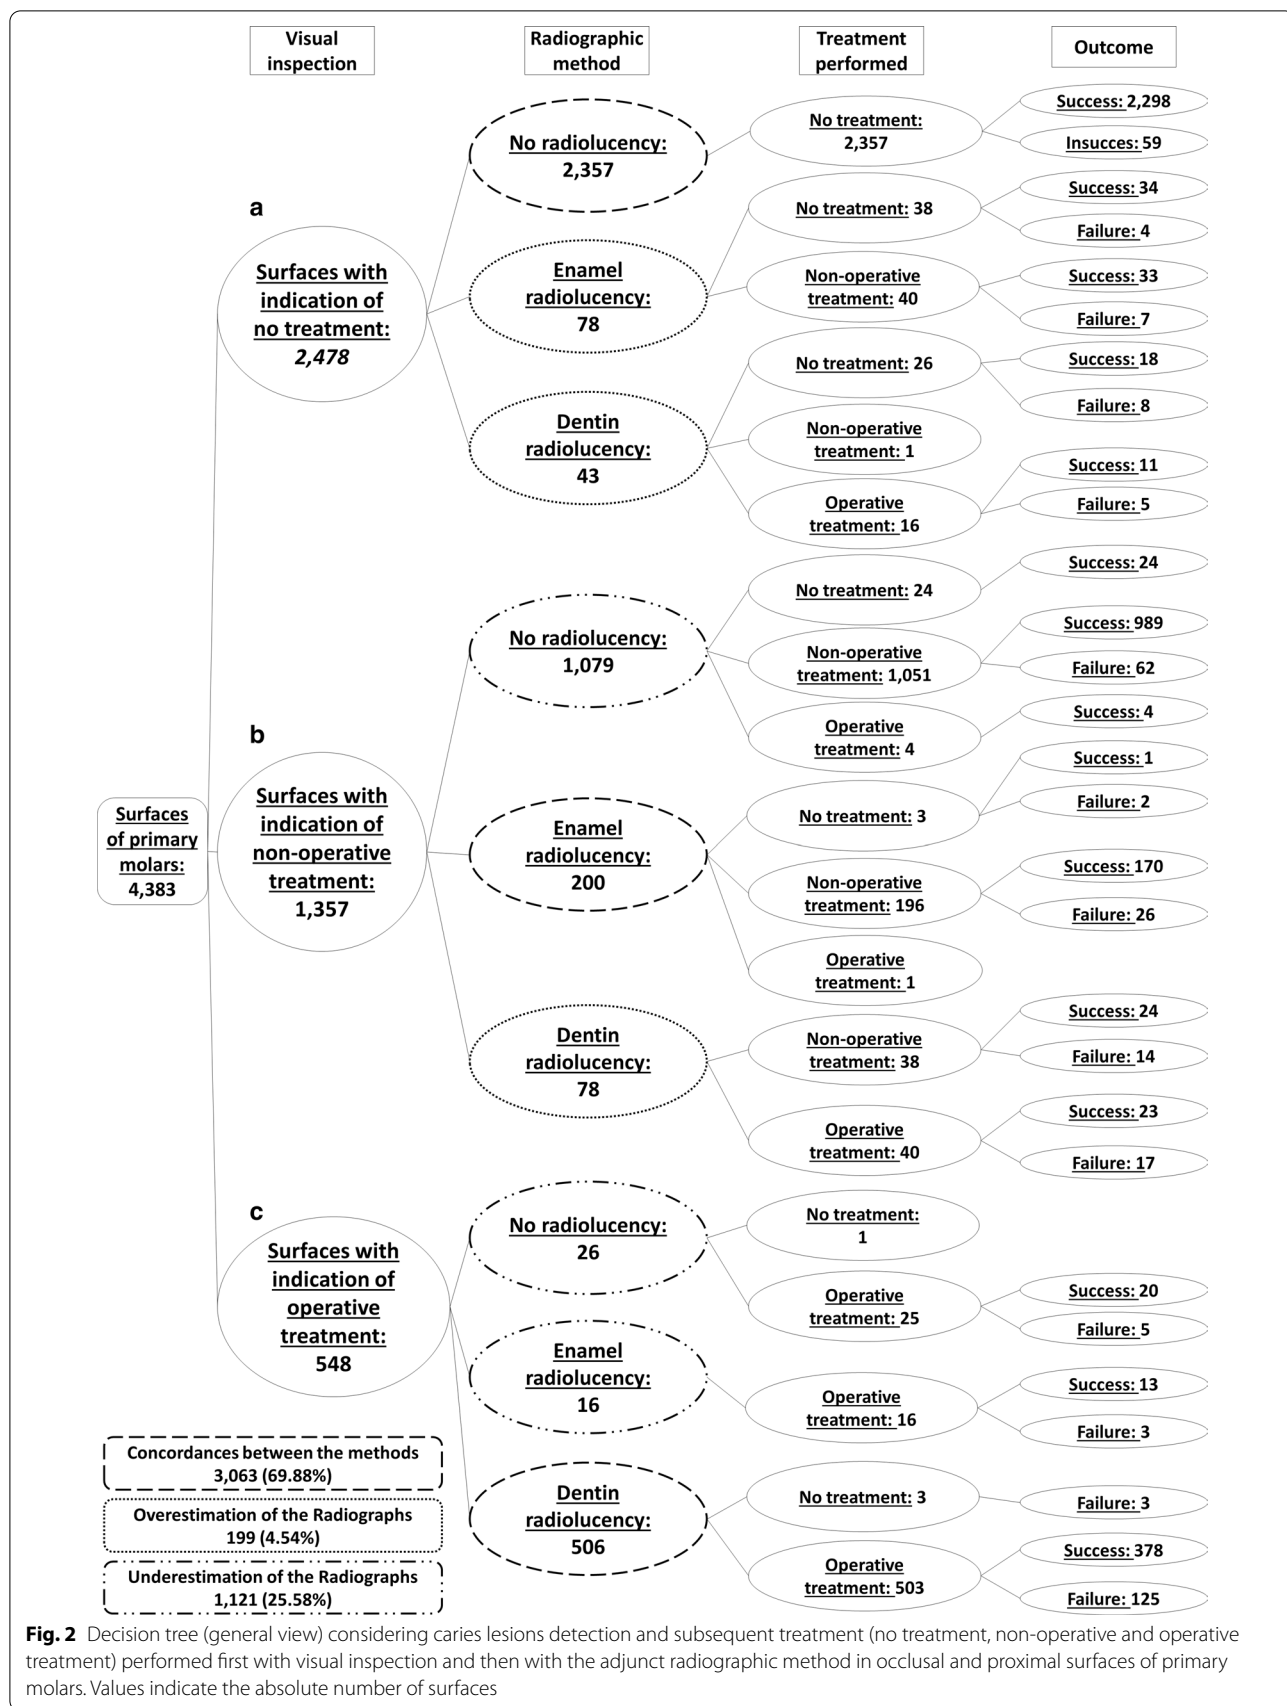 Visual
inspection
Radiographic
method
Treatment
performed
Outcome
a
Surfaces with
indication of
no treatment:
2,478
No radiolucency:
2,357
No treatment:
2,357
Success: 2,298
Insucces: 59
Enamel
radiolucency:
78
No treatment: 38
Success: 34
Failure: 4
Non-operative
treatment: 40
Success: 33
Failure: 7
Dentin
radiolucency:
43
No treatment: 26
Success: 18
Failure: 8
Non-operative
treatment: 1
Operative
treatment: 16
Success: 11
Failure: 5
Surfaces
of primary
molars:
4,383
b
Surfaces with
indication of
non-operative
treatment:
1,357
No radiolucency:
1,079
No treatment: 24
Success: 24
Non-operative
treatment: 1,051
Success: 989
Failure: 62
Operative
treatment: 4
Success: 4
Enamel
radiolucency:
200
No treatment: 3
Success: 1
Failure: 2
Non-operative
treatment: 196
Success: 170
Failure: 26
Operative
treatment: 1
Dentin
radiolucency:
78
Non-operative
treatment: 38
Success: 24
Failure: 14
Operative
treatment: 40
Success: 23
Failure: 17
c
Surfaces with
indication of
operative
treatment:
548
No radiolucency:
26
No treatment:
1
Operative
treatment: 25
Success: 20
Failure: 5
Enamel
radiolucency:
16
Operative
treatment: 16
Success: 13
Failure: 3
Dentin
radiolucency:
506
No treatment: 3
Failure: 3
Operative
treatment: 503
Success: 378
Failure: 125
Concordances between the methods
3,063 (69.88%)
Overestimation of the Radiographs
199 (4.54%)
Underestimation of the Radiographs
1,121 (25.58%)
Fig. 2 Decision tree (general view) considering caries lesions detection and subsequent treatment (no treatment, non-operative and operative
treatment) performed first with visual inspection and then with the adjunct radiographic method in occlusal and proximal surfaces of primary
molars. Values indicate the absolute number of surfaces